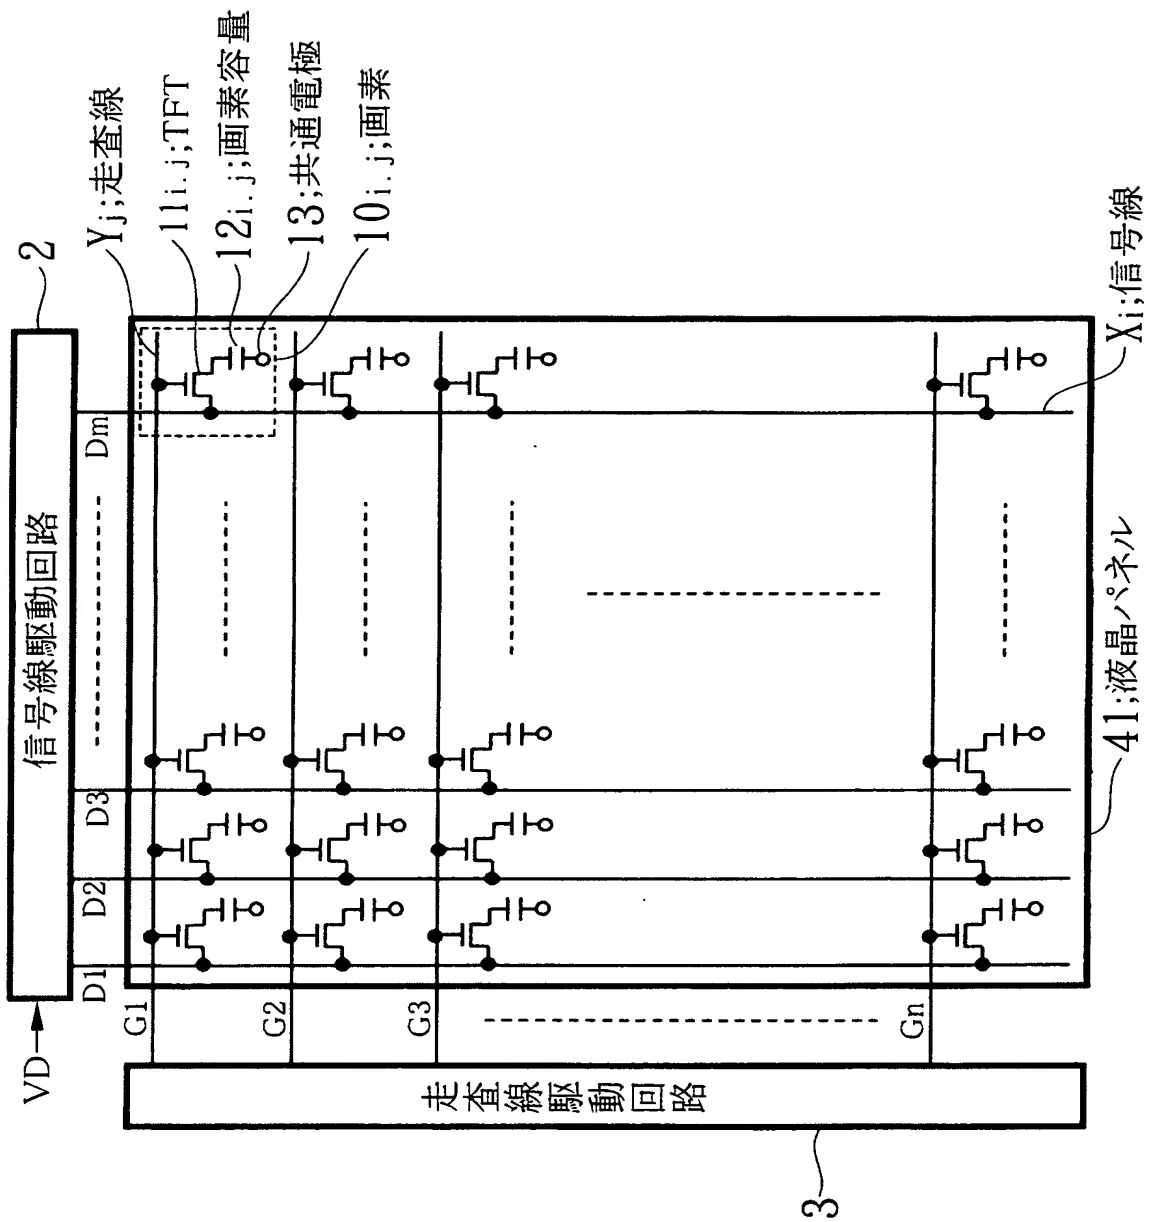 VD
信号線駆動回路
2
D1
D2
D3
Dm
Yj;走査線
11i.j;TFT
12i.j;画素容量
13;共通電極
10i.j;画素
G1
G2
G3
Gn
走査線駆動回路
3
Xi;信号線
41;液晶パネル